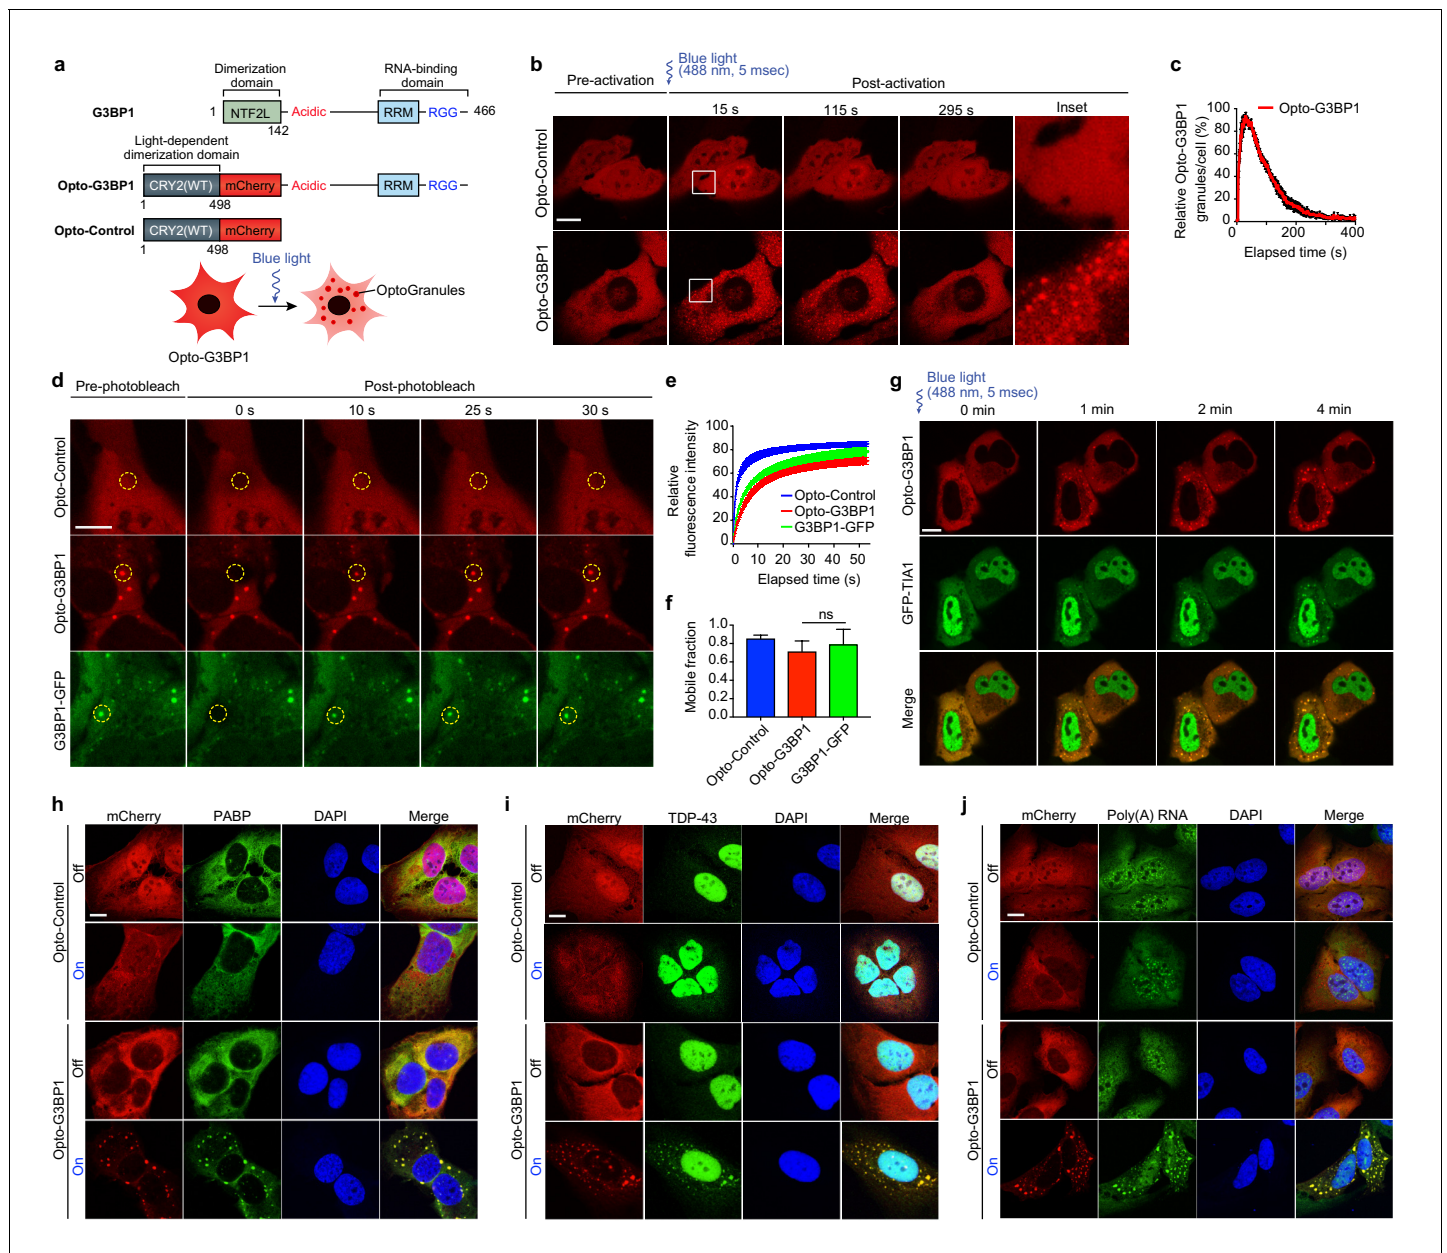 a
Dimerization
domain
RNA-binding
domain
G3BP1
1
NTF2L
Acidic
RRM
RGG
466
142
Light-dependent
dimerization domain
Opto-G3BP1
CRY2(WT)
mCherry
Acidic
RRM
RGG
1
498
Opto-Control
CRY2(WT)
mCherry
1
498
Blue light
OptoGranules
Opto-G3BP1
b
Blue light
(488 nm, 5 msec)
Pre-activation
Post-activation
15 s
115 s
295 s
Inset
Opto-Control
Opto-G3BP1
c
Opto-G3BP1
Relative Opto-G3BP1
granules/cell (%)
100
80
60
40
20
0
0
200
400
Elapsed time (s)
d
Pre-photobleach
Post-photobleach
0 s
10 s
25 s
30 s
Opto-Control
Opto-G3BP1
G3BP1-GFP
e
Relative
fluorescence intensity
100
80
60
40
20
0
Opto-Control
Opto-G3BP1
G3BP1-GFP
0
10
20
30
40
50
Elapsed time (s)
f
Mobile fraction
1.0
0.8
0.6
0.4
0.2
0.0
ns
Opto-Control
Opto-G3BP1
G3BP1-GFP
g
Blue light
(488 nm, 5 msec)
0 min
1 min
2 min
4 min
Opto-G3BP1
GFP-TIA1
Merge
h
mCherry
PABP
DAPI
Merge
Opto-Control
Off
On
Opto-G3BP1
Off
On
i
mCherry
TDP-43
DAPI
Merge
Opto-Control
Off
On
Opto-G3BP1
Off
On
j
mCherry
Poly(A) RNA
DAPI
Merge
Opto-Control
Off
On
Opto-G3BP1
Off
On